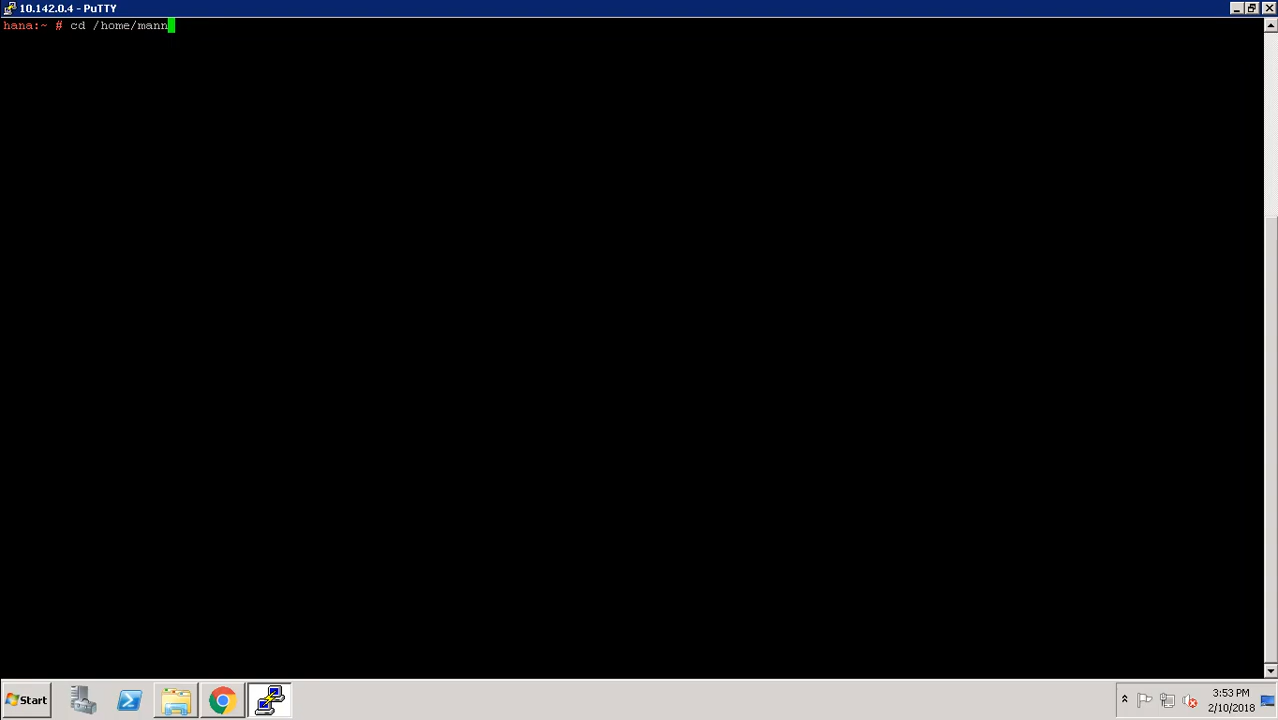 10.142.0.4 - PuTTY
hana:~ # cd /home/mann
Start
3:53 PM
2/10/2018